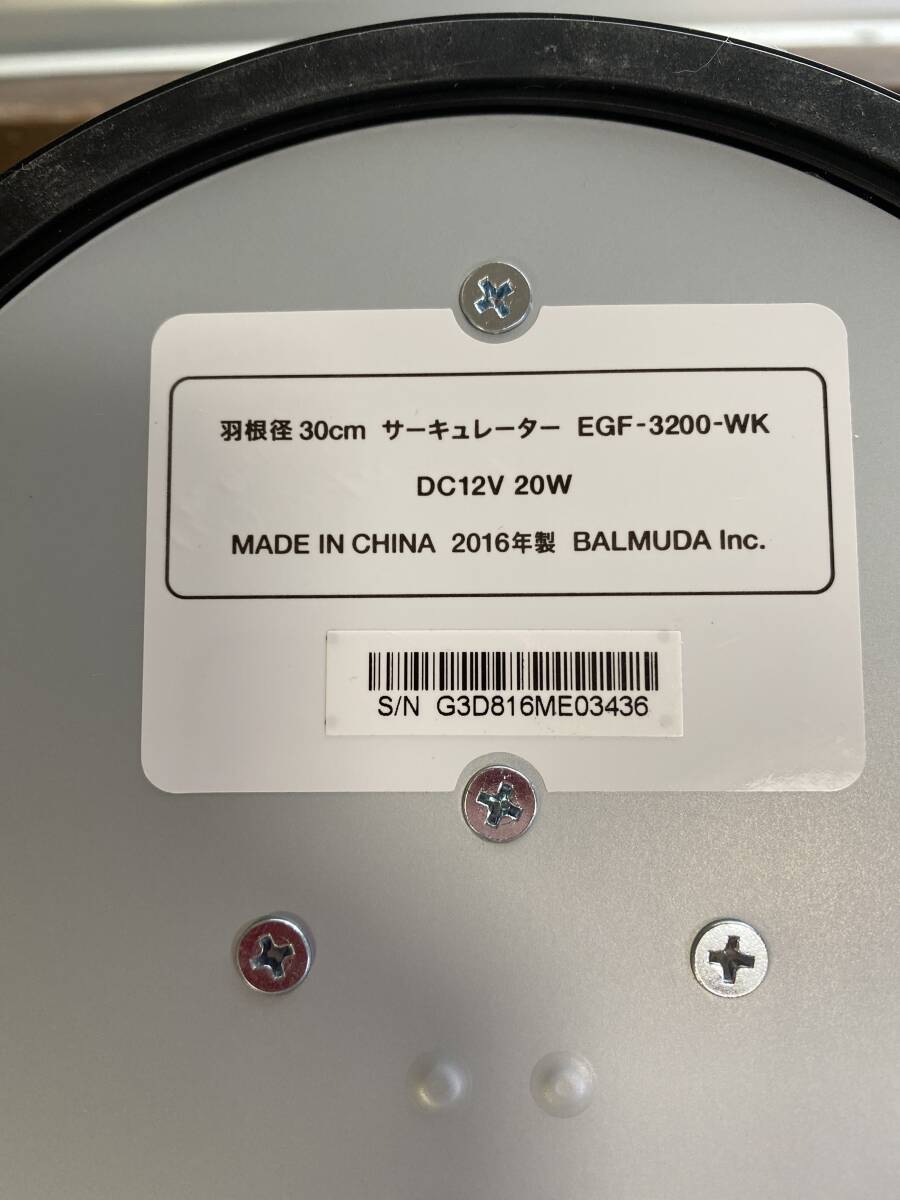 羽根径 30cm サーキュレーター EGF-3200-WK
DC12V 20W
MADE IN CHINA 2016年製 BALMUDA Inc.
S/N G3D816ME03436